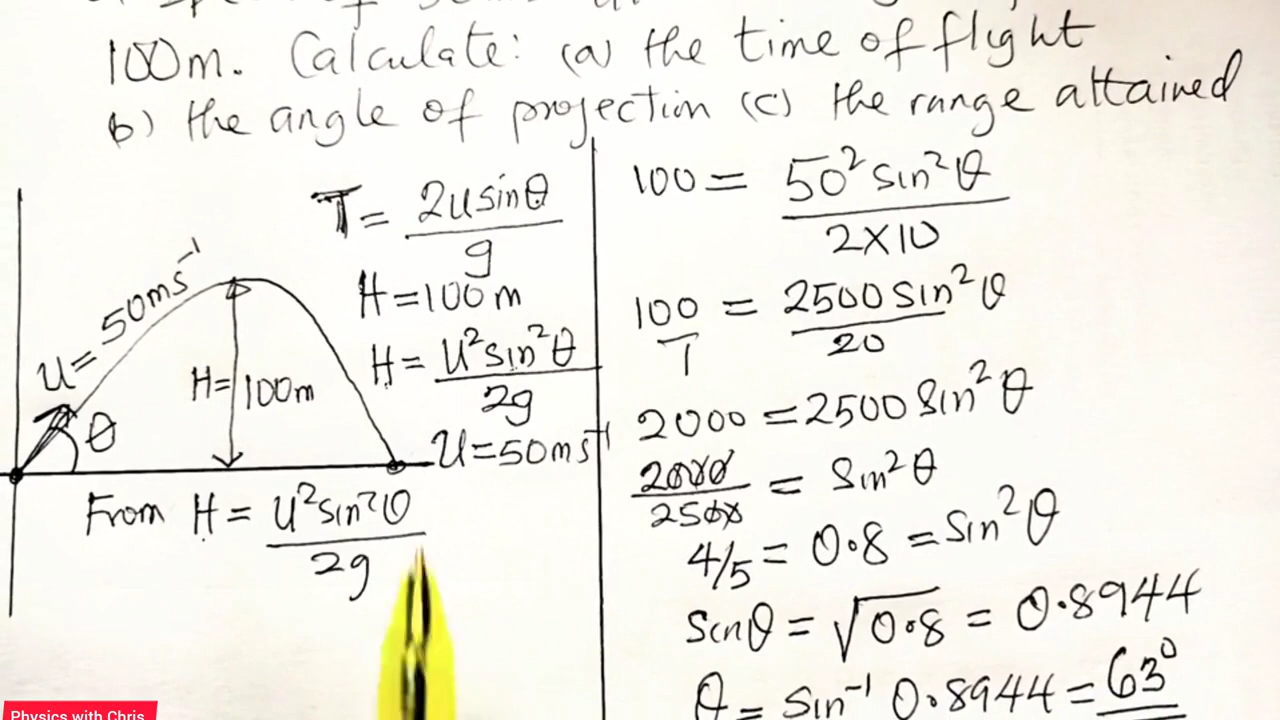 100m. Calculate: (a) the time of flight
b) the angle of projection (c) the range attained
T = 2usinθ / g
H = 100m
H = U²sin²θ / 2g
U = 50ms⁻¹
U = 50ms⁻¹
H = 100m
θ
From H = U²sin²θ / 2g
100 = 50² sin²θ / 2×10
100 / 1 = 2500 sin²θ / 20
2000 = 2500 Sin²θ
2000 / 2500 = Sin²θ
4/5 = 0.8 = Sin²θ
Sinθ = √0.8 = 0.8944
θ = Sin⁻¹ 0.8944 = 63⁰
Physics with Chris